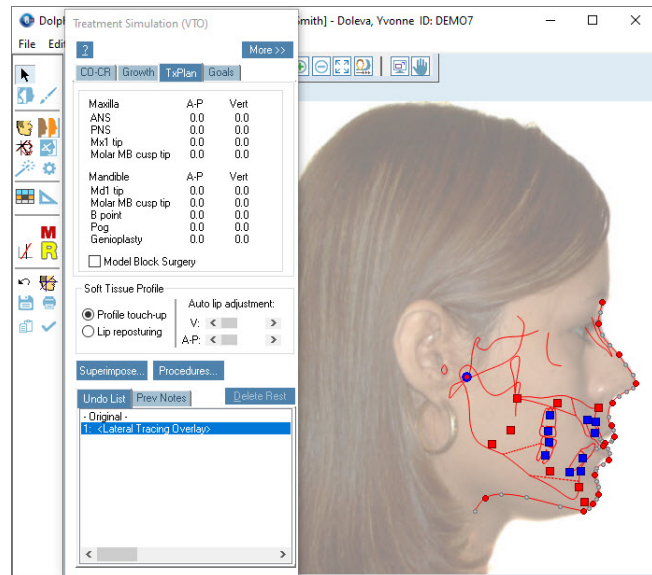 Dolph
Treatment Simulation (VTO)
Smith] - Doleva, Yvonne ID: DEMO7
File Edi
?
More >>
CO-CR Growth TxPlan Goals
Maxilla A-P Vert
ANS 0.0 0.0
PNS 0.0 0.0
Mx1 tip 0.0 0.0
Molar MB cusp tip 0.0 0.0
Mandible A-P Vert
Md1 tip 0.0 0.0
Molar MB cusp tip 0.0 0.0
B point 0.0 0.0
Pog 0.0 0.0
Genioplasty 0.0 0.0
Model Block Surgery
Soft Tissue Profile
Profile touch-up
Lip reposturing
Auto lip adjustment:
V:
A-P:
Superimpose... Procedures...
Undo List Prev Notes Delete Rest
- Original -
1: <Lateral Tracing Overlay>
M
R